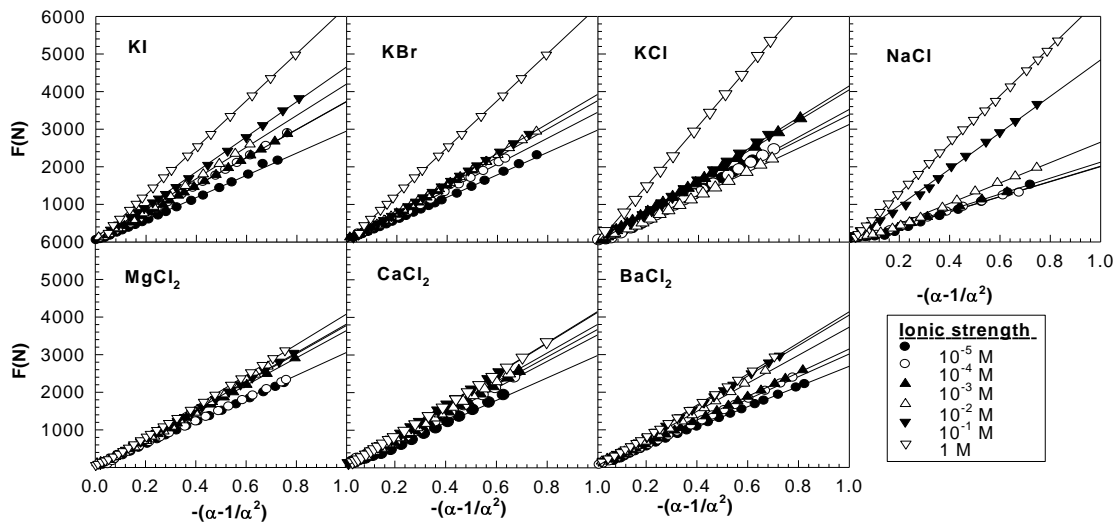 6000
5000
4000
3000
2000
1000
6000
F(N)
KI
KBr
KCl
NaCl
0.2 0.4 0.6 0.8 1.0
-(α-1/α²)
5000
4000
3000
2000
1000
F(N)
MgCl₂
CaCl₂
BaCl₂
0.0 0.2 0.4 0.6 0.8 1.0
0.2 0.4 0.6 0.8 1.0
0.2 0.4 0.6 0.8 1.0
-(α-1/α²)
-(α-1/α²)
-(α-1/α²)
Ionic strength
10⁻⁵ M
10⁻⁴ M
10⁻³ M
10⁻² M
10⁻¹ M
1 M